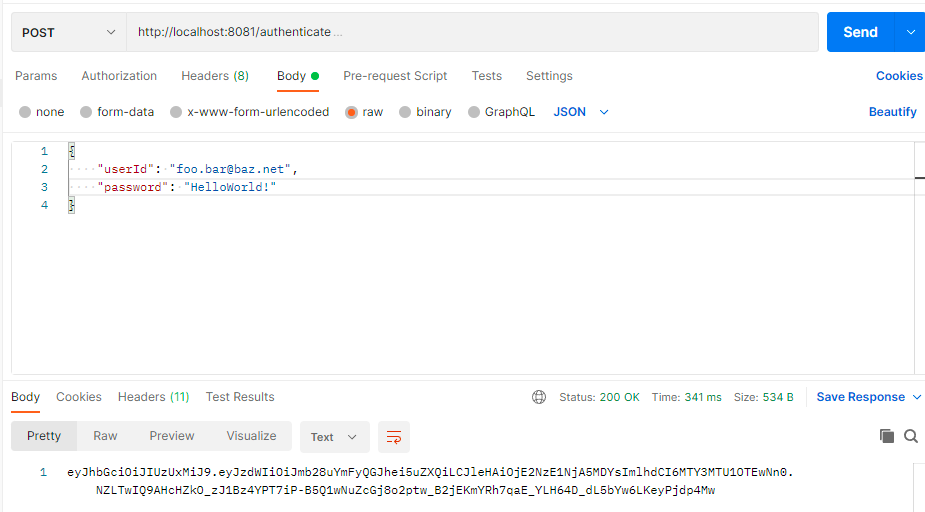 POST http://localhost:8081/authenticate ... Send
Params Authorization Headers (8) Body Pre-request Script Tests Settings Cookies
none form-data x-www-form-urlencoded raw binary GraphQL JSON Beautify
1 {
2 "userId": "foo.bar@baz.net",
3 "password": "HelloWorld!"
4 }
Body Cookies Headers (11) Test Results Status: 200 OK Time: 341 ms Size: 534 B Save Response
Pretty Raw Preview Visualize Text
1 eyJhbGciOiJIUzUxMiJ9.eyJzdWIiOiJmb28uYmFyQGJhei5uZXQiLCJleHAiOjE2NzE1NjA5MDYsImlhdCI6MTY3MTU1OTEwNn0.
NZLTwIQ9AHcHZkO_zJ1Bz4YPT7iP-B5Q1wNuZcGj8o2ptw_B2jEKmYRh7qaE_YLH64D_dL5bYw6LKeyPjdp4Mw